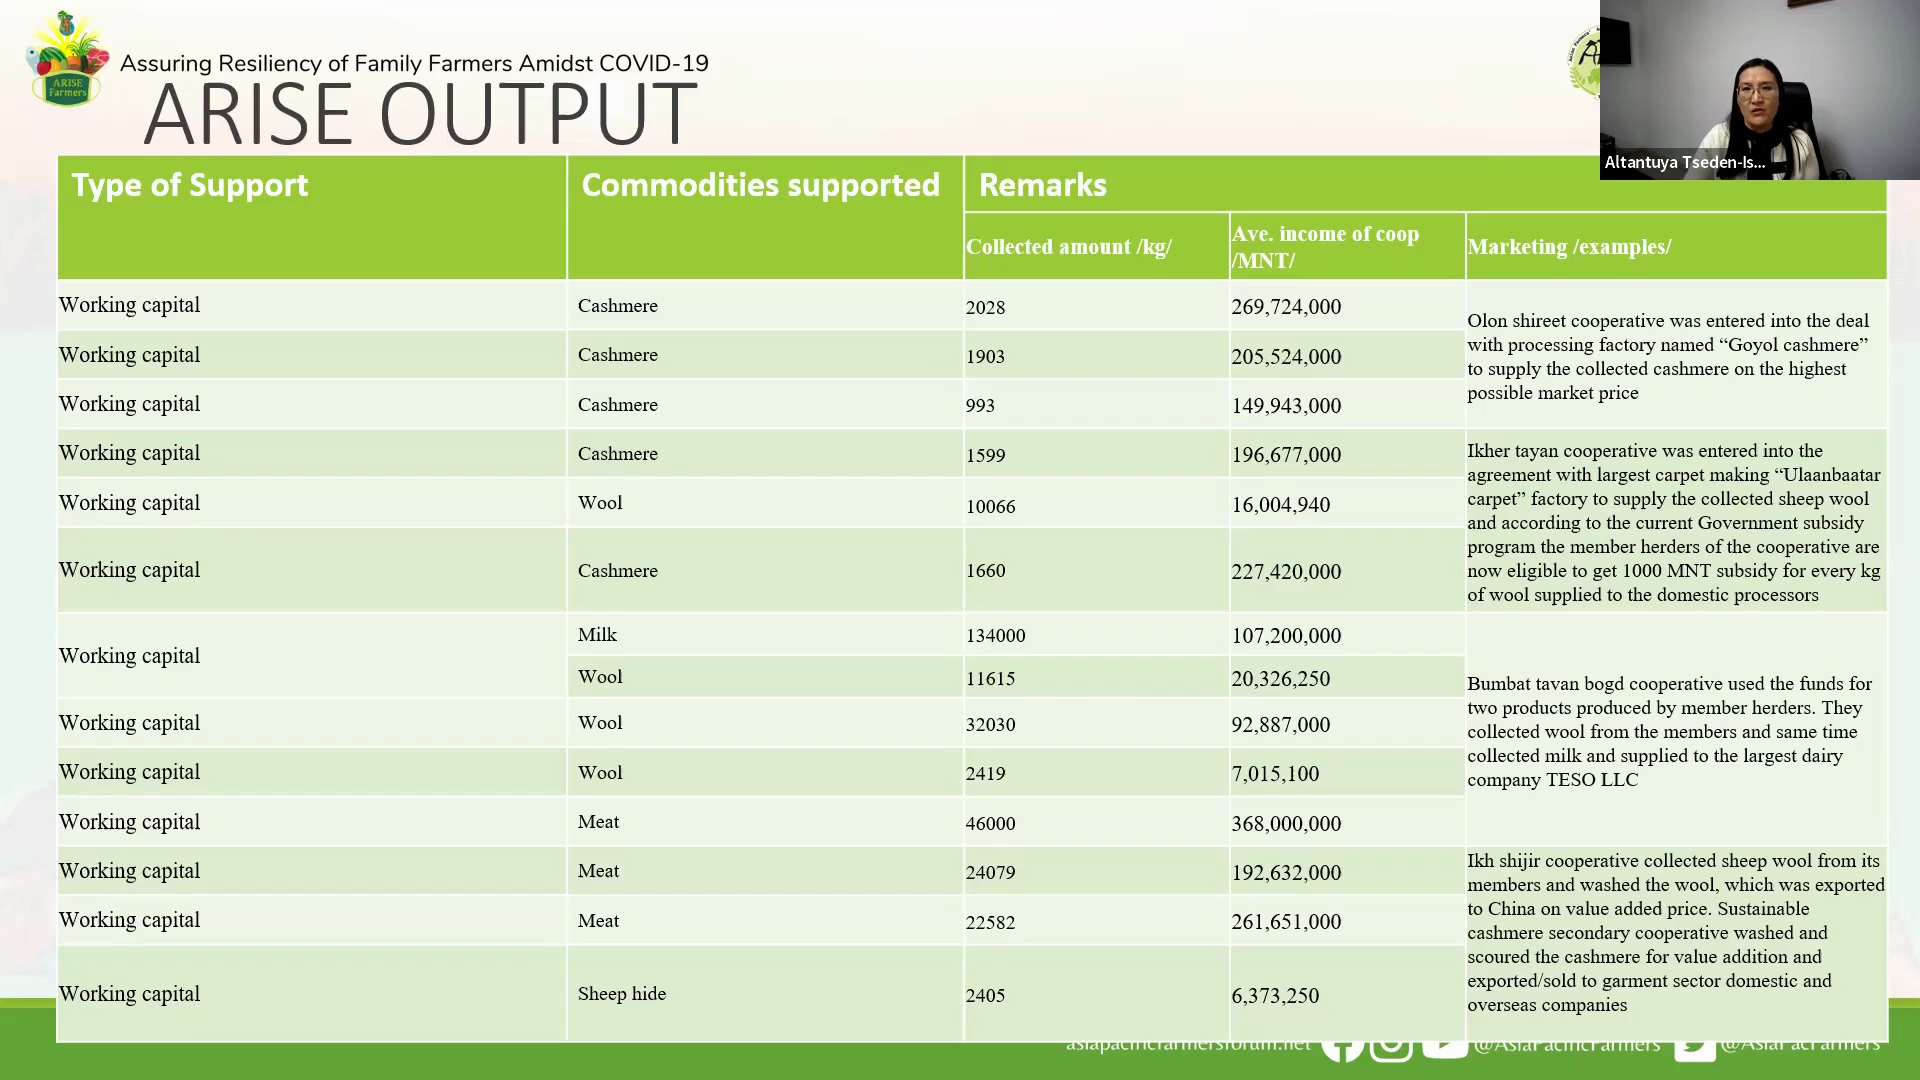 Assuring Resiliency of Family Farmers Amidst COVID-19
ARISE
Farmers
ARISE OUTPUT
Altantuya Tseden-Is...
Type of Support
Commodities supported
Remarks
Collected amount /kg/
Ave. income of coop
/MNT/
Marketing /examples/
Working capital
Cashmere
2028
269,724,000
Working capital
Cashmere
1903
205,524,000
Working capital
Cashmere
993
149,943,000
Olon shireet cooperative was entered into the deal
with processing factory named “Goyol cashmere”
to supply the collected cashmere on the highest
possible market price
Working capital
Cashmere
1599
196,677,000
Working capital
Wool
10066
16,004,940
Working capital
Cashmere
1660
227,420,000
Ikher tayan cooperative was entered into the
agreement with largest carpet making “Ulaanbaatar
carpet” factory to supply the collected sheep wool
and according to the current Government subsidy
program the member herders of the cooperative are
now eligible to get 1000 MNT subsidy for every kg
of wool supplied to the domestic processors
Working capital
Milk
134000
107,200,000
Wool
11615
20,326,250
Working capital
Wool
32030
92,887,000
Working capital
Wool
2419
7,015,100
Working capital
Meat
46000
368,000,000
Bumbat tavan bogd cooperative used the funds for
two products produced by member herders. They
collected wool from the members and same time
collected milk and supplied to the largest dairy
company TESO LLC
Working capital
Meat
24079
192,632,000
Working capital
Meat
22582
261,651,000
Working capital
Sheep hide
2405
6,373,250
Ikh shijir cooperative collected sheep wool from its
members and washed the wool, which was exported
to China on value added price. Sustainable
cashmere secondary cooperative washed and
scoured the cashmere for value addition and
exported/sold to garment sector domestic and
overseas companies
asiapacificfarmersforum.net
@AsiaPacificFarmers
@AsiaPacFarmers